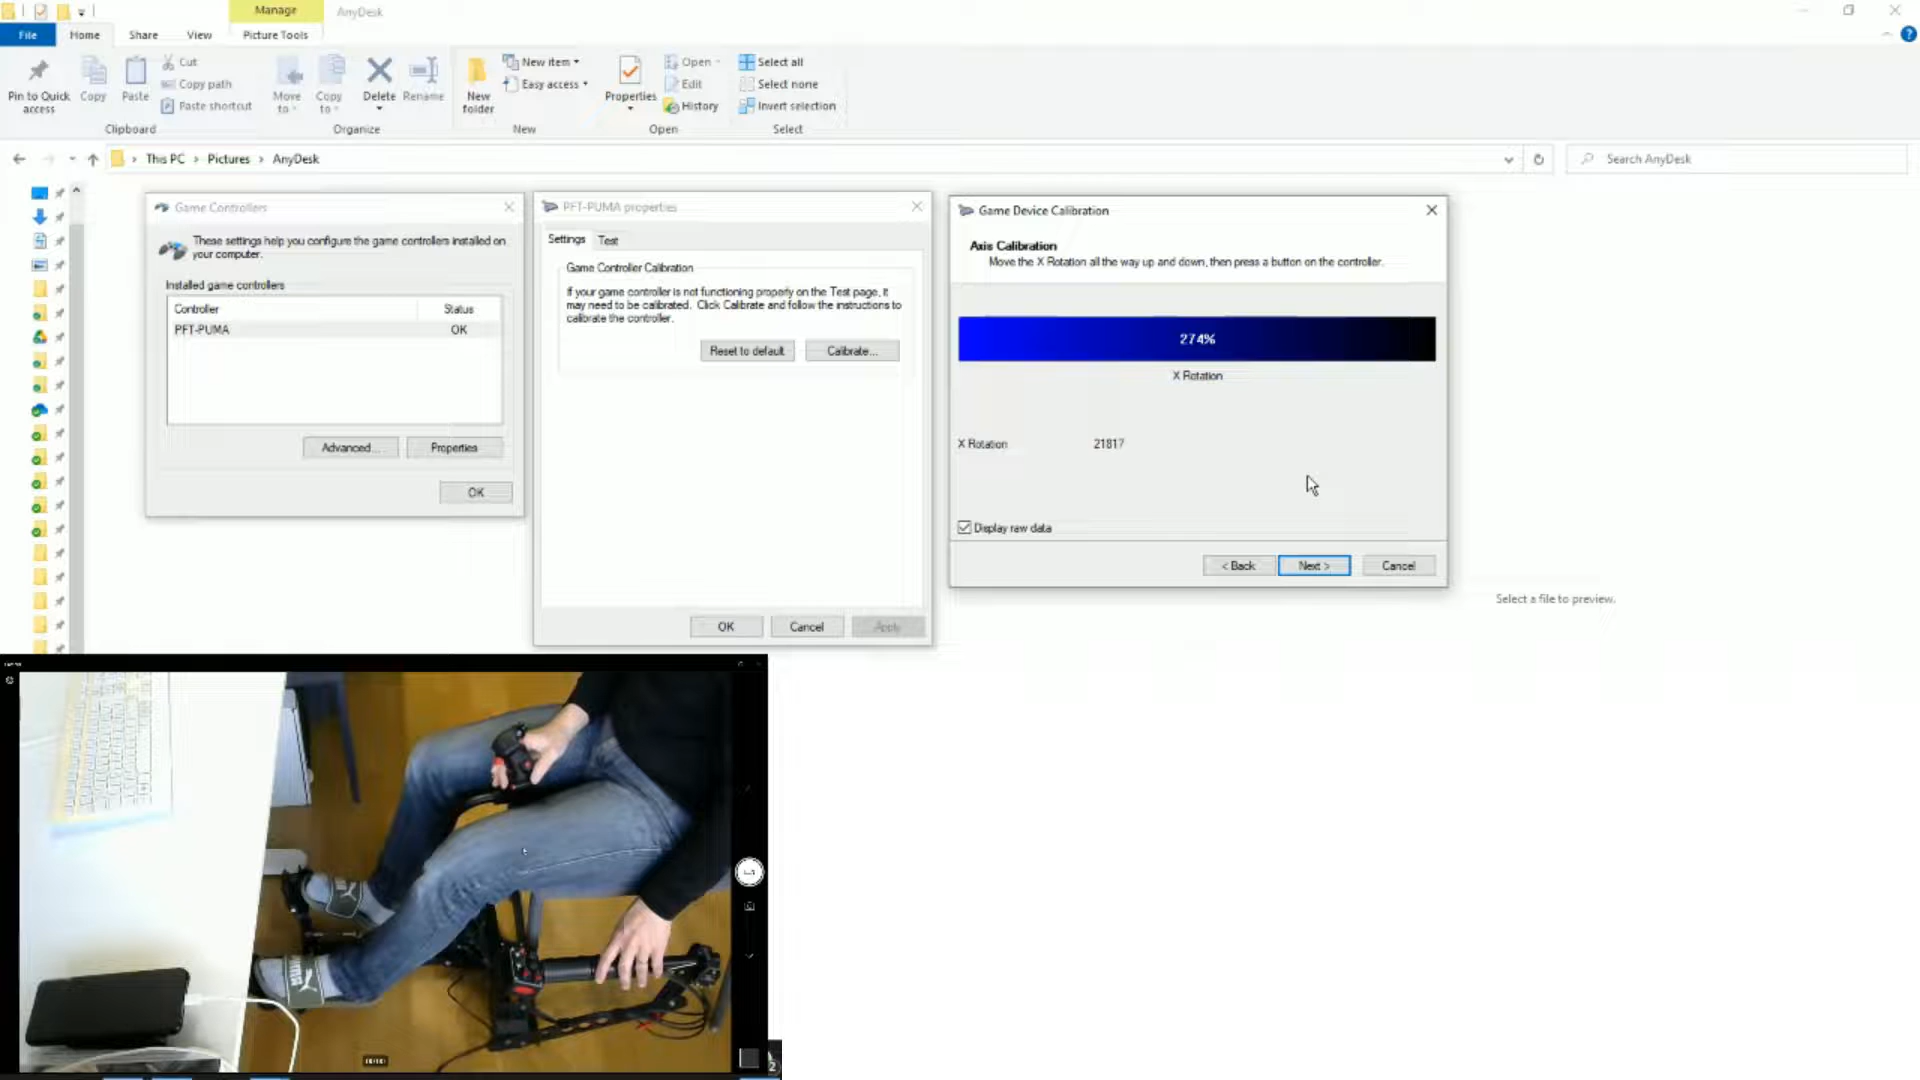 Manage
AnyDesk
File
Home
Share
View
Picture Tools
Pin to Quick access
Copy
Paste
Cut
Copy path
Paste shortcut
Clipboard
Move to
Copy to
Delete
Rename
Organize
New folder
New item
Easy access
New
Properties
Open
Edit
History
Open
Select all
Select none
Invert selection
Select
This PC > Pictures > AnyDesk
Search AnyDesk
Game Controllers
These settings help you configure the game controllers installed on
your computer.
Installed game controllers
Controller Status
PFT-PUMA OK
Advanced...
Properties
OK
PFT-PUMA properties
Settings
Test
Game Controller Calibration
If your game controller is not functioning properly on the Test page, it
may need to be calibrated. Click Calibrate and follow the instructions to
calibrate the controller.
Reset to default
Calibrate...
OK
Cancel
Apply
Game Device Calibration
Axis Calibration
Move the X Rotation all the way up and down, then press a button on the controller.
274%
X Rotation
X Rotation 21817
Display raw data
< Back
Next >
Cancel
Select a file to preview.
PUMA
PUMA
00:00
2